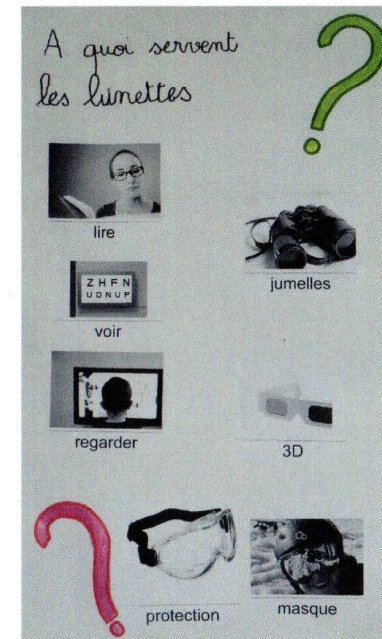 A quoi servent
les lunettes
?
lire
jumelles
ZHFN
UDNUP
voir
regarder
3D
?
protection
masque